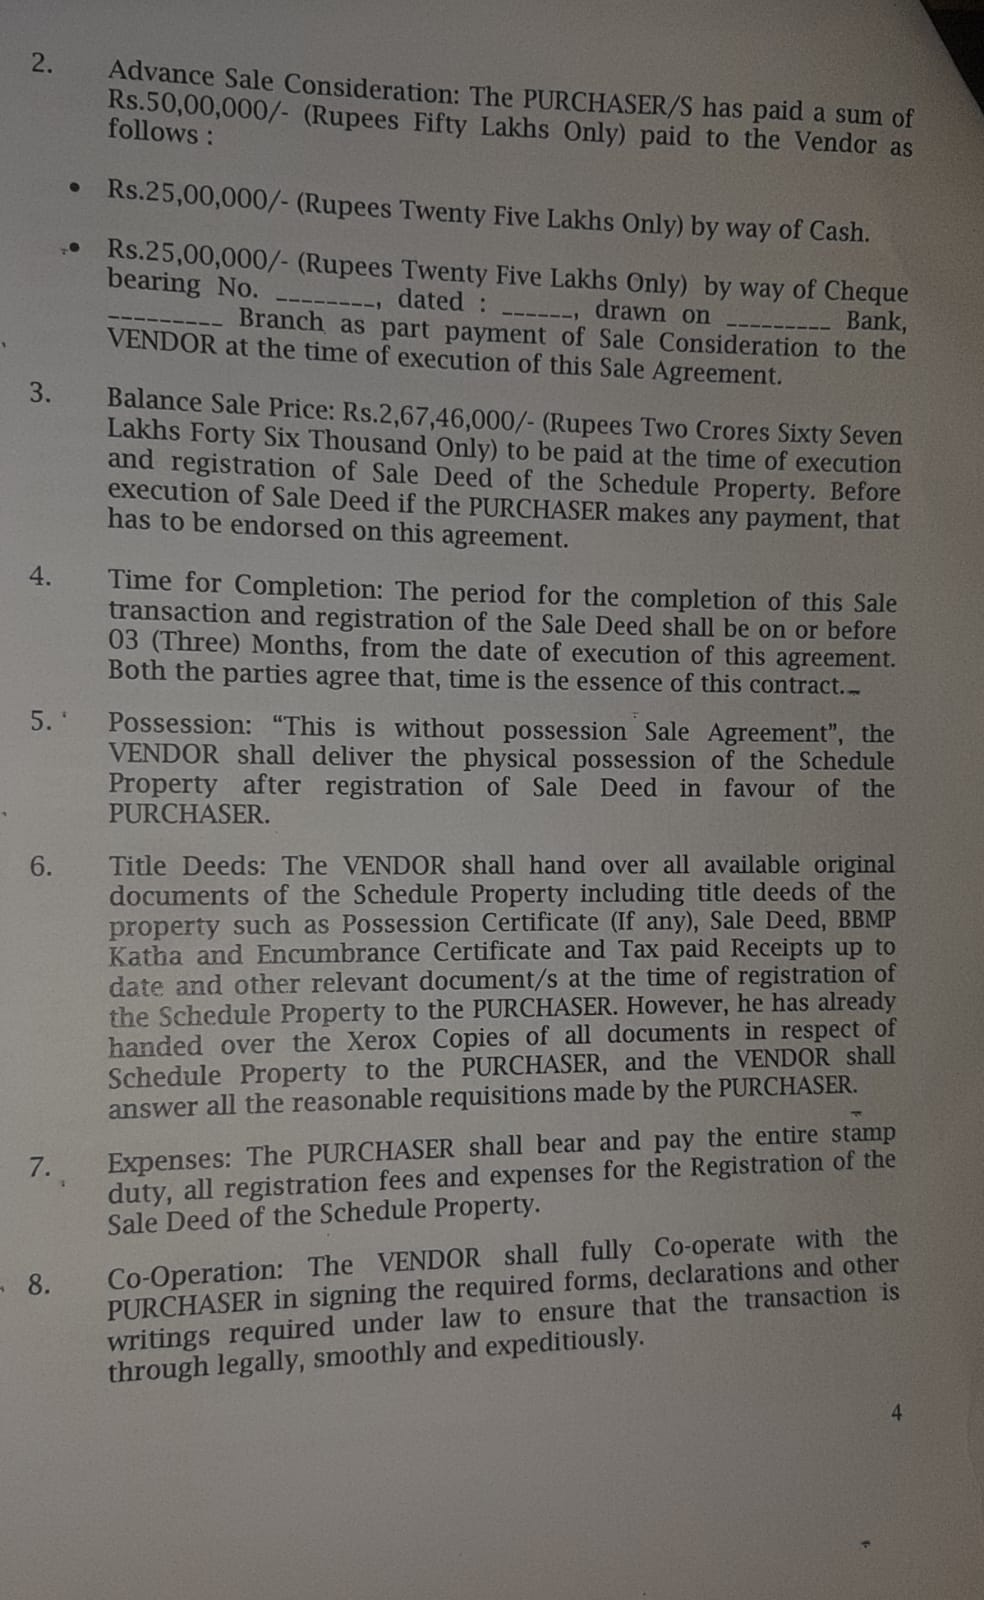 2. Advance Sale Consideration: The PURCHASER/S has paid a sum of
Rs.50,00,000/- (Rupees Fifty Lakhs Only) paid to the Vendor as
follows :
• Rs.25,00,000/- (Rupees Twenty Five Lakhs Only) by way of Cash.
• Rs.25,00,000/- (Rupees Twenty Five Lakhs Only) by way of Cheque
bearing No. ________, dated : ______, drawn on _________ Bank,
_________ Branch as part payment of Sale Consideration to the
VENDOR at the time of execution of this Sale Agreement.
3. Balance Sale Price: Rs.2,67,46,000/- (Rupees Two Crores Sixty Seven
Lakhs Forty Six Thousand Only) to be paid at the time of execution
and registration of Sale Deed of the Schedule Property. Before
execution of Sale Deed if the PURCHASER makes any payment, that
has to be endorsed on this agreement.
4. Time for Completion: The period for the completion of this Sale
transaction and registration of the Sale Deed shall be on or before
03 (Three) Months, from the date of execution of this agreement.
Both the parties agree that, time is the essence of this contract.
5. Possession: “This is without possession Sale Agreement”, the
VENDOR shall deliver the physical possession of the Schedule
Property after registration of Sale Deed in favour of the
PURCHASER.
6. Title Deeds: The VENDOR shall hand over all available original
documents of the Schedule Property including title deeds of the
property such as Possession Certificate (If any), Sale Deed, BBMP
Katha and Encumbrance Certificate and Tax paid Receipts up to
date and other relevant document/s at the time of registration of
the Schedule Property to the PURCHASER. However, he has already
handed over the Xerox Copies of all documents in respect of
Schedule Property to the PURCHASER, and the VENDOR shall
answer all the reasonable requisitions made by the PURCHASER.
7. Expenses: The PURCHASER shall bear and pay the entire stamp
duty, all registration fees and expenses for the Registration of the
Sale Deed of the Schedule Property.
8. Co-Operation: The VENDOR shall fully Co-operate with the
PURCHASER in signing the required forms, declarations and other
writings required under law to ensure that the transaction is
through legally, smoothly and expeditiously.
4